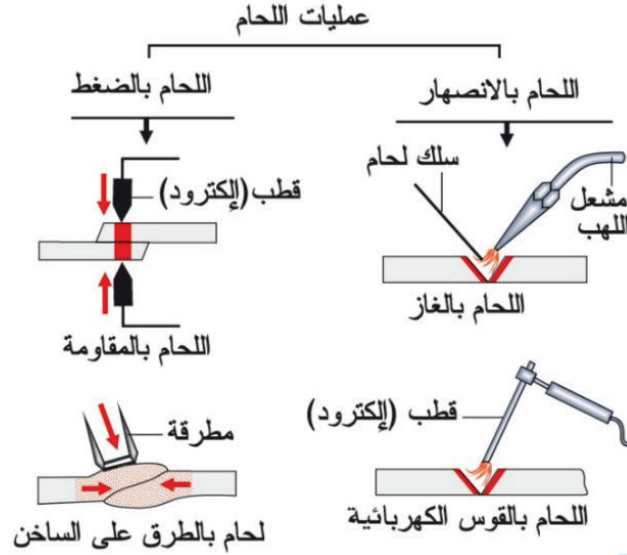 عمليات اللحام
اللحام بالانصهار
سلك لحام
مشعل
اللهب
اللحام بالغاز
قطب (إلكترود)
اللحام بالقوس الكهربائية
اللحام بالضغط
قطب (إلكترود)
اللحام بالمقاومة
مطرقة
لحام بالطرق على الساخن